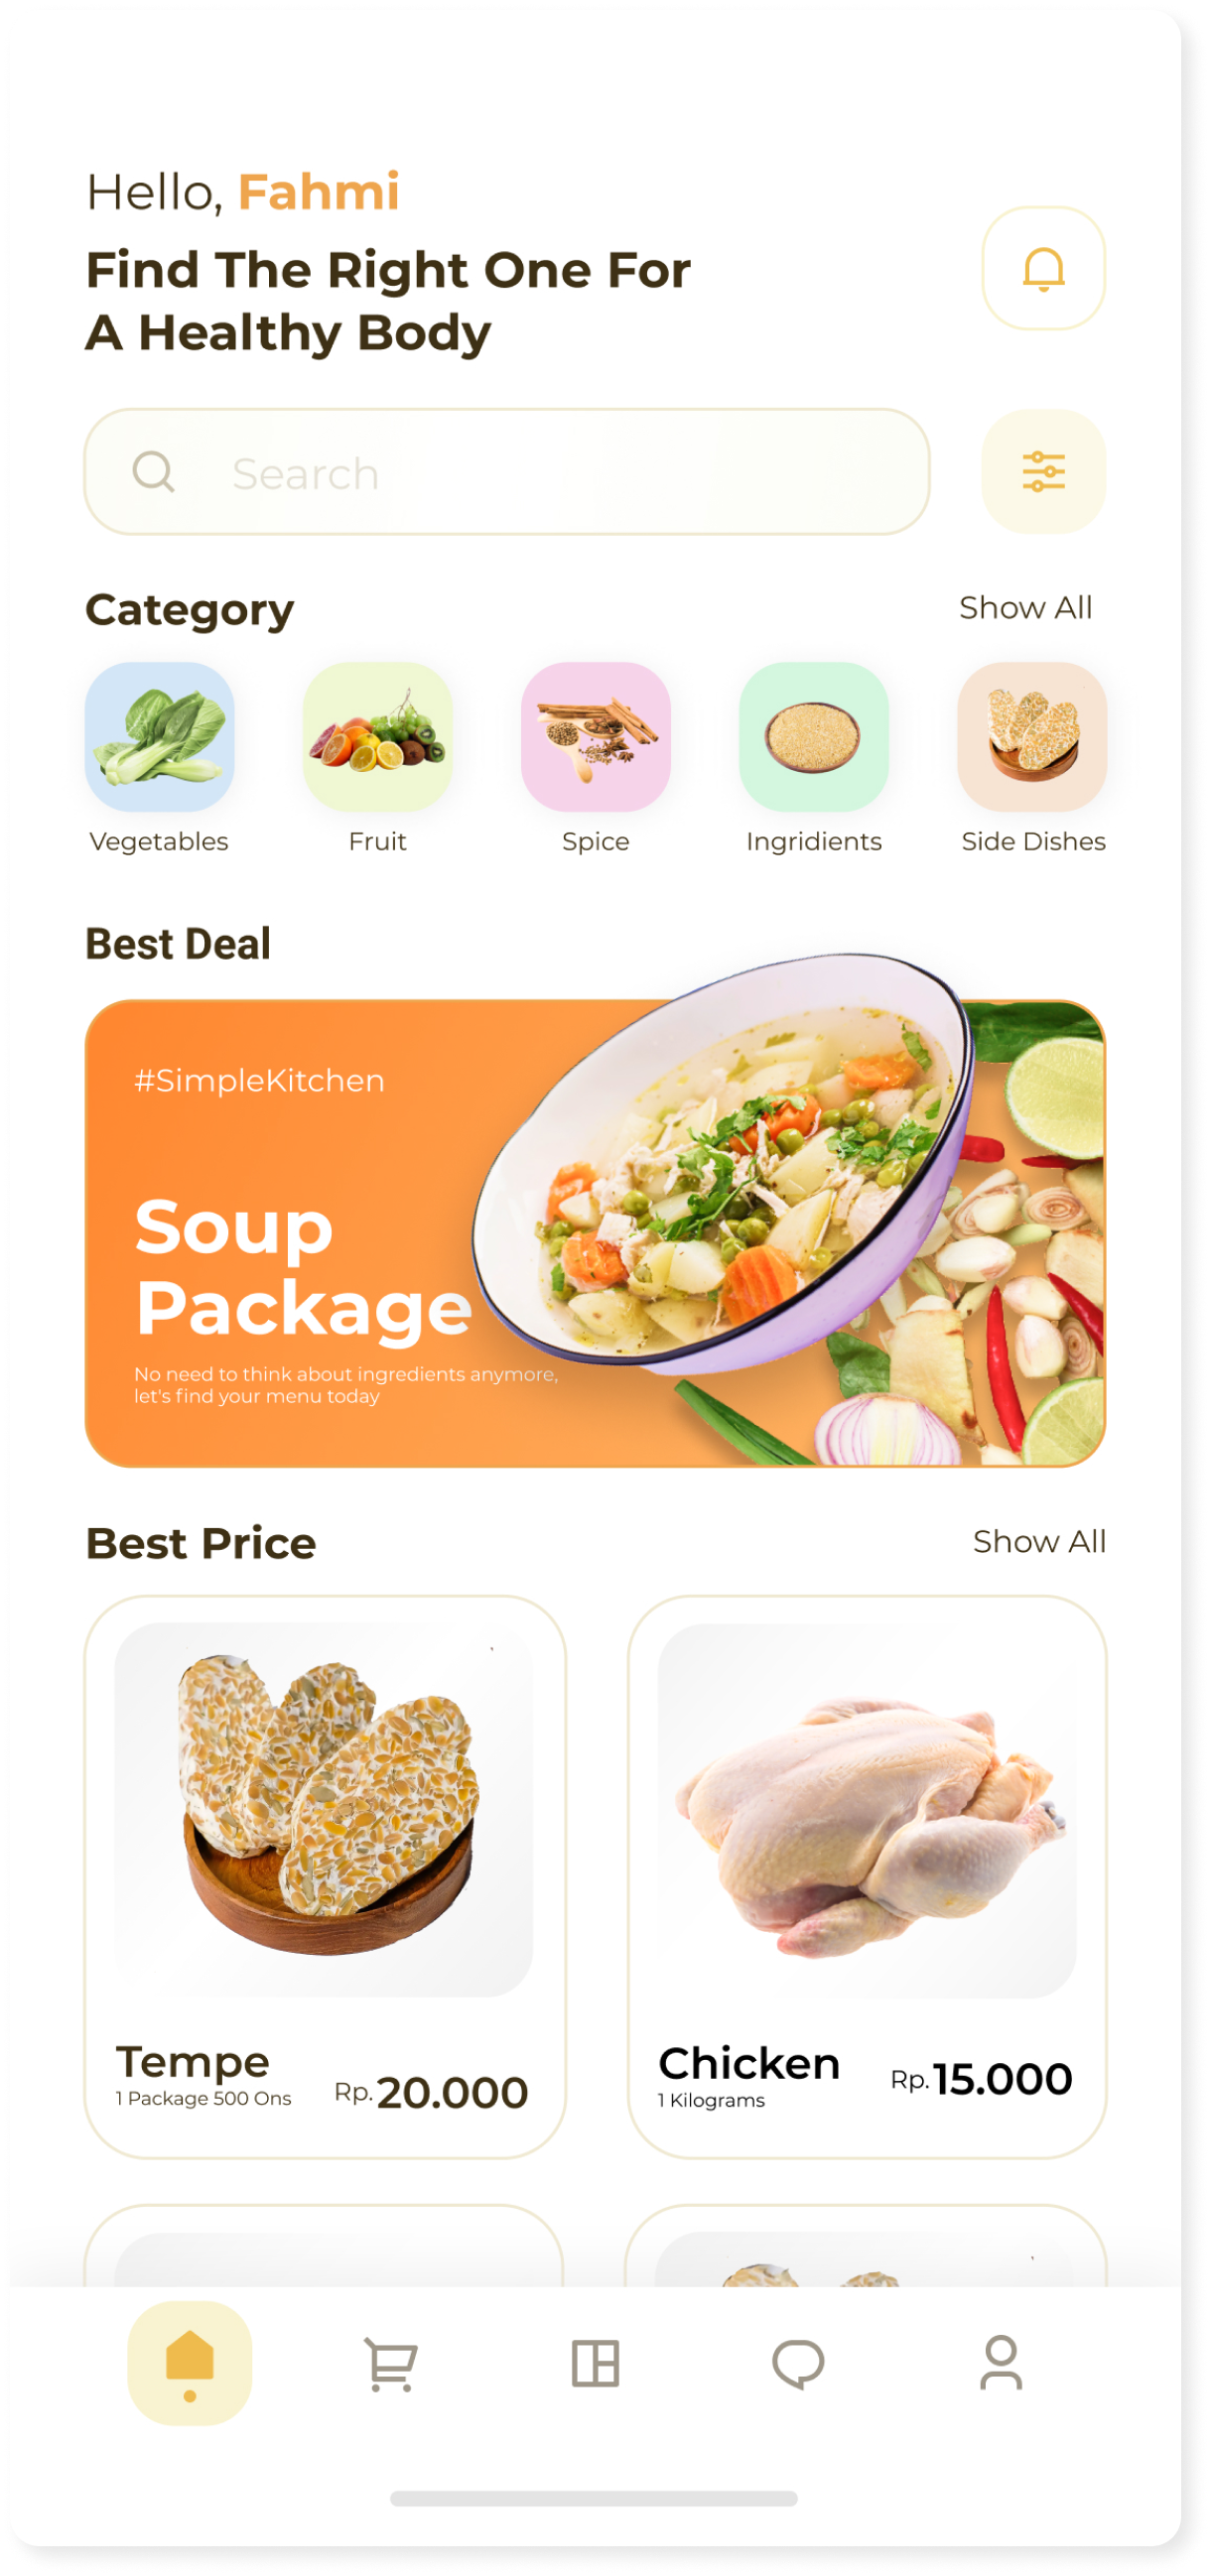 Hello, Fahmi
Find The Right One For
A Healthy Body
Search
Category
Show All
Vegetables
Fruit
Spice
Ingridients
Side Dishes
Best Deal
#SimpleKitchen
Soup
Package
No need to think about ingredients anymore,
let's find your menu today
Best Price
Show All
Tempe
1 Package 500 Ons
Rp.20.000
Chicken
1 Kilograms
Rp.15.000